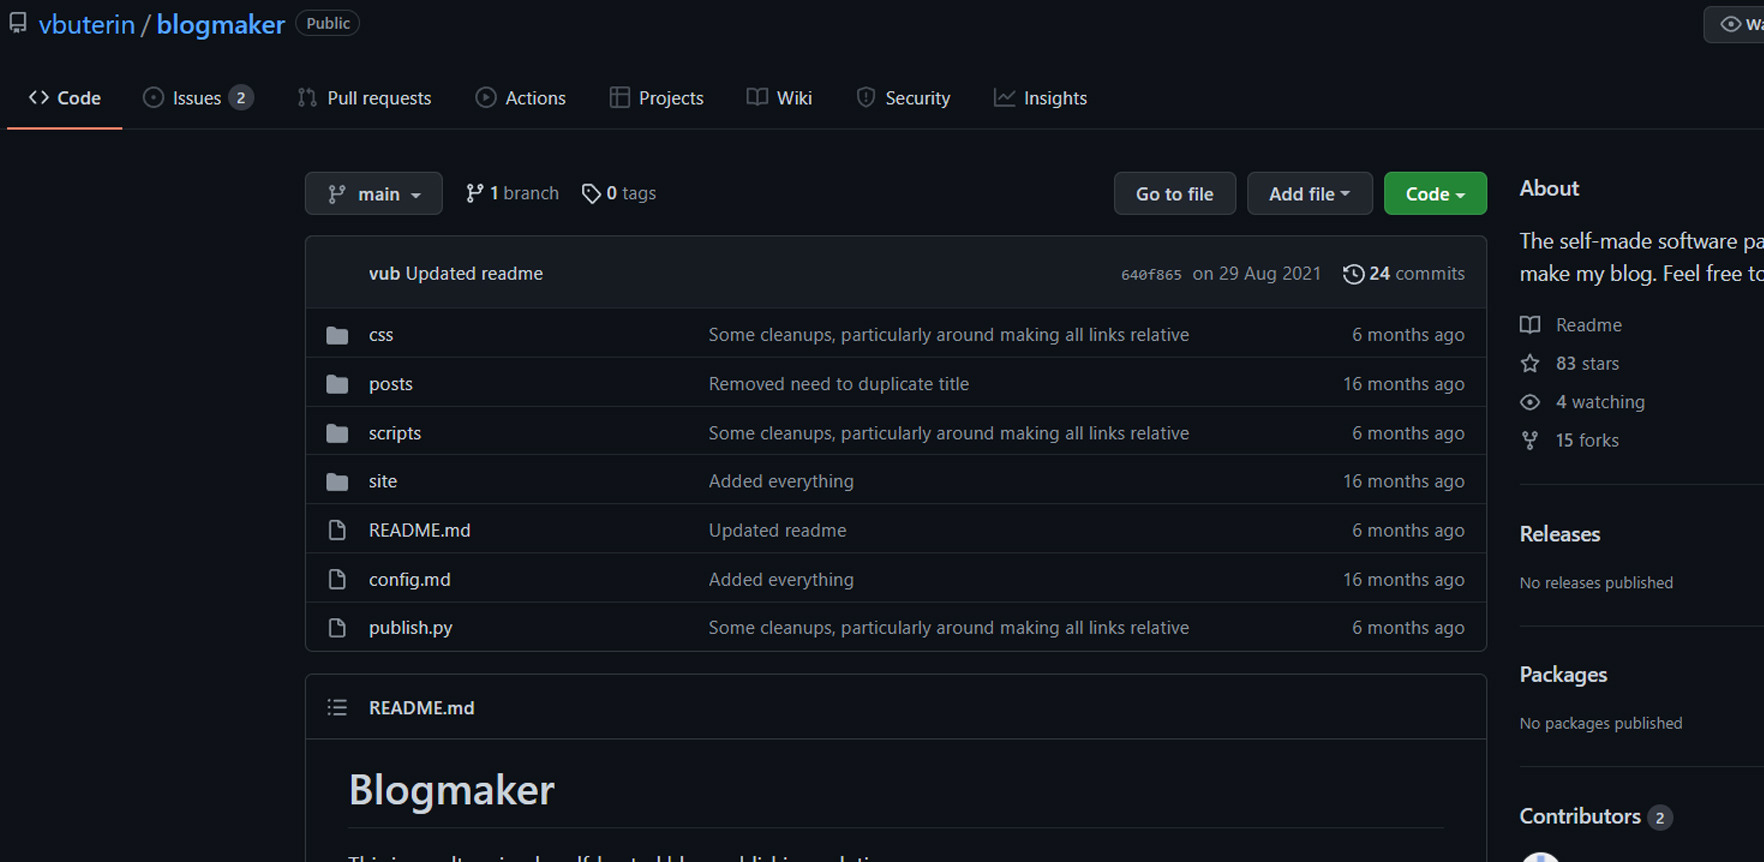 vbuterin / blogmaker Public
Code Issues 2 Pull requests Actions Projects Wiki Security Insights
main 1 branch 0 tags Go to file Add file Code
vub Updated readme 640f865 on 29 Aug 2021 24 commits
css Some cleanups, particularly around making all links relative 6 months ago
posts Removed need to duplicate title 16 months ago
scripts Some cleanups, particularly around making all links relative 6 months ago
site Added everything 16 months ago
README.md Updated readme 6 months ago
config.md Added everything 16 months ago
publish.py Some cleanups, particularly around making all links relative 6 months ago
README.md
Blogmaker
About
The self-made software
make my blog. Feel free
Readme
83 stars
4 watching
15 forks
Releases
No releases published
Packages
No packages published
Contributors 2